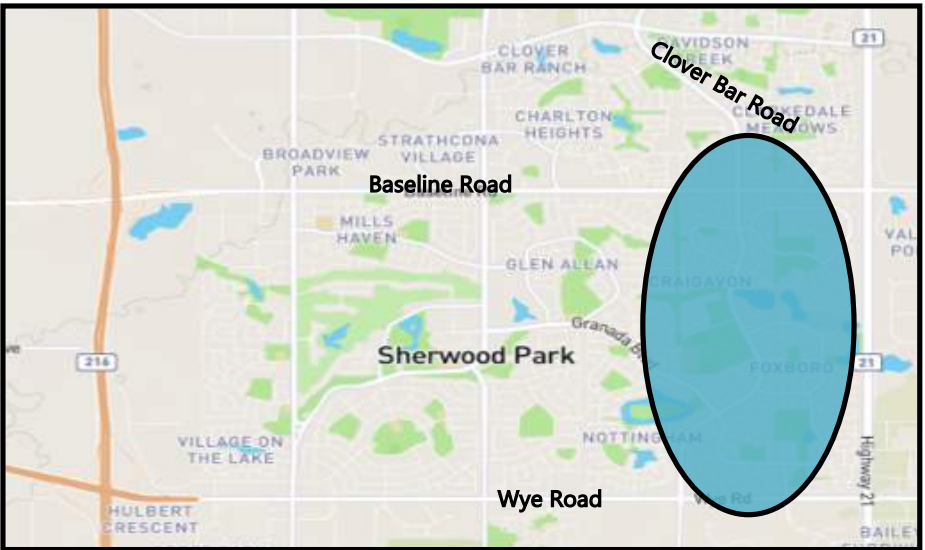 21
DAVIDSON
CREEK
Clover Bar Road
CLOVER
BAR RANCH
CLARKEDALE
MEADOWS
CHARLTON
HEIGHTS
STRATHCONA
VILLAGE
BROADVIEW
PARK
Baseline Road
MILLS
HAVEN
VAL
PO
GLEN ALLAN
CRAIGAVON
Granada
Sherwood Park
216
21
FOXBORO
NOTTINGHAM
VILLAGE ON
THE LAKE
Highway 21
Wye Road
Wye Rd
HULBERT
CRESCENT
BAILEY